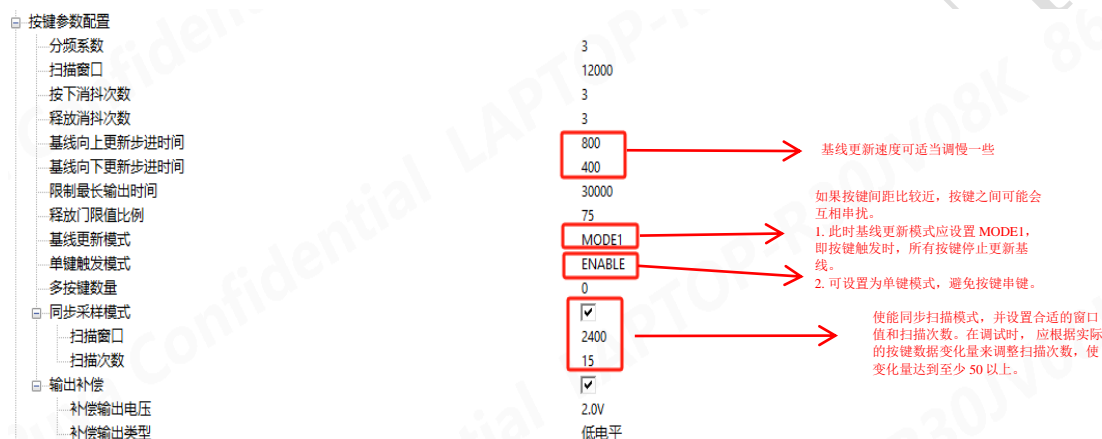 按键参数配置
分频系数 3
扫描窗口 12000
按下消抖次数 3
释放消抖次数 3
基线向上更新步进时间 800
基线向下更新步进时间 400
基线更新速度可适当调慢一些
限制最长输出时间 30000
释放门限值比例 75
基线更新模式 MODE1
单键触发模式 ENABLE
多按键数量 0
如果按键间距比较近，按键之间可能会
互相串扰。
1. 此时基线更新模式应设置 MODE1，
即按键触发时，所有按键停止更新基
线。
2. 可设置为单键模式，避免按键串键。
同步采样模式
扫描窗口 2400
扫描次数 15
使能同步扫描模式，并设置合适的窗口
值和扫描次数。在调试时， 应根据实际
的按键数据变化量来调整扫描次数，使
变化量达到至少 50 以上。
输出补偿
补偿输出电压 2.0V
补偿输出类型 低电平
Confidential LAPTOP-
Confidential LAPTOP